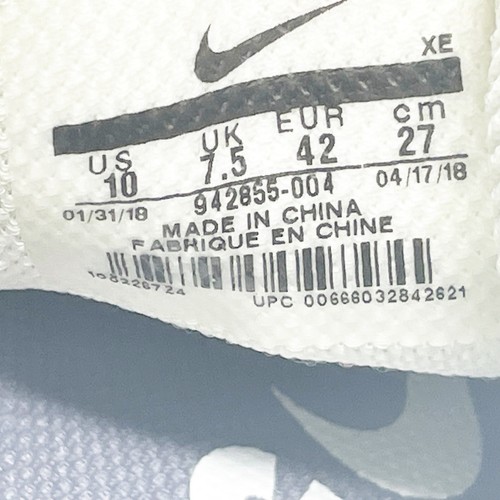 XE
US UK EUR cm
10 7.5 42 27
01/31/18 942855-004 04/17/18
MADE IN CHINA
FABRIQUE EN CHINE
UPC 00666032842621